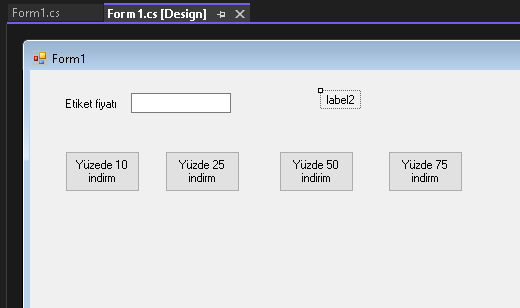 Form1.cs
Form1.cs [Design]
Form1
Etiket fiyatı
label2
Yüzede 10
indirm
Yüzde 25
indirm
Yüzde 50
inidirim
Yüzde 75
indirm